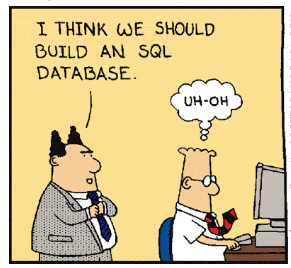 I THINK WE SHOULD
BUILD AN SQL
DATABASE.
UH-OH